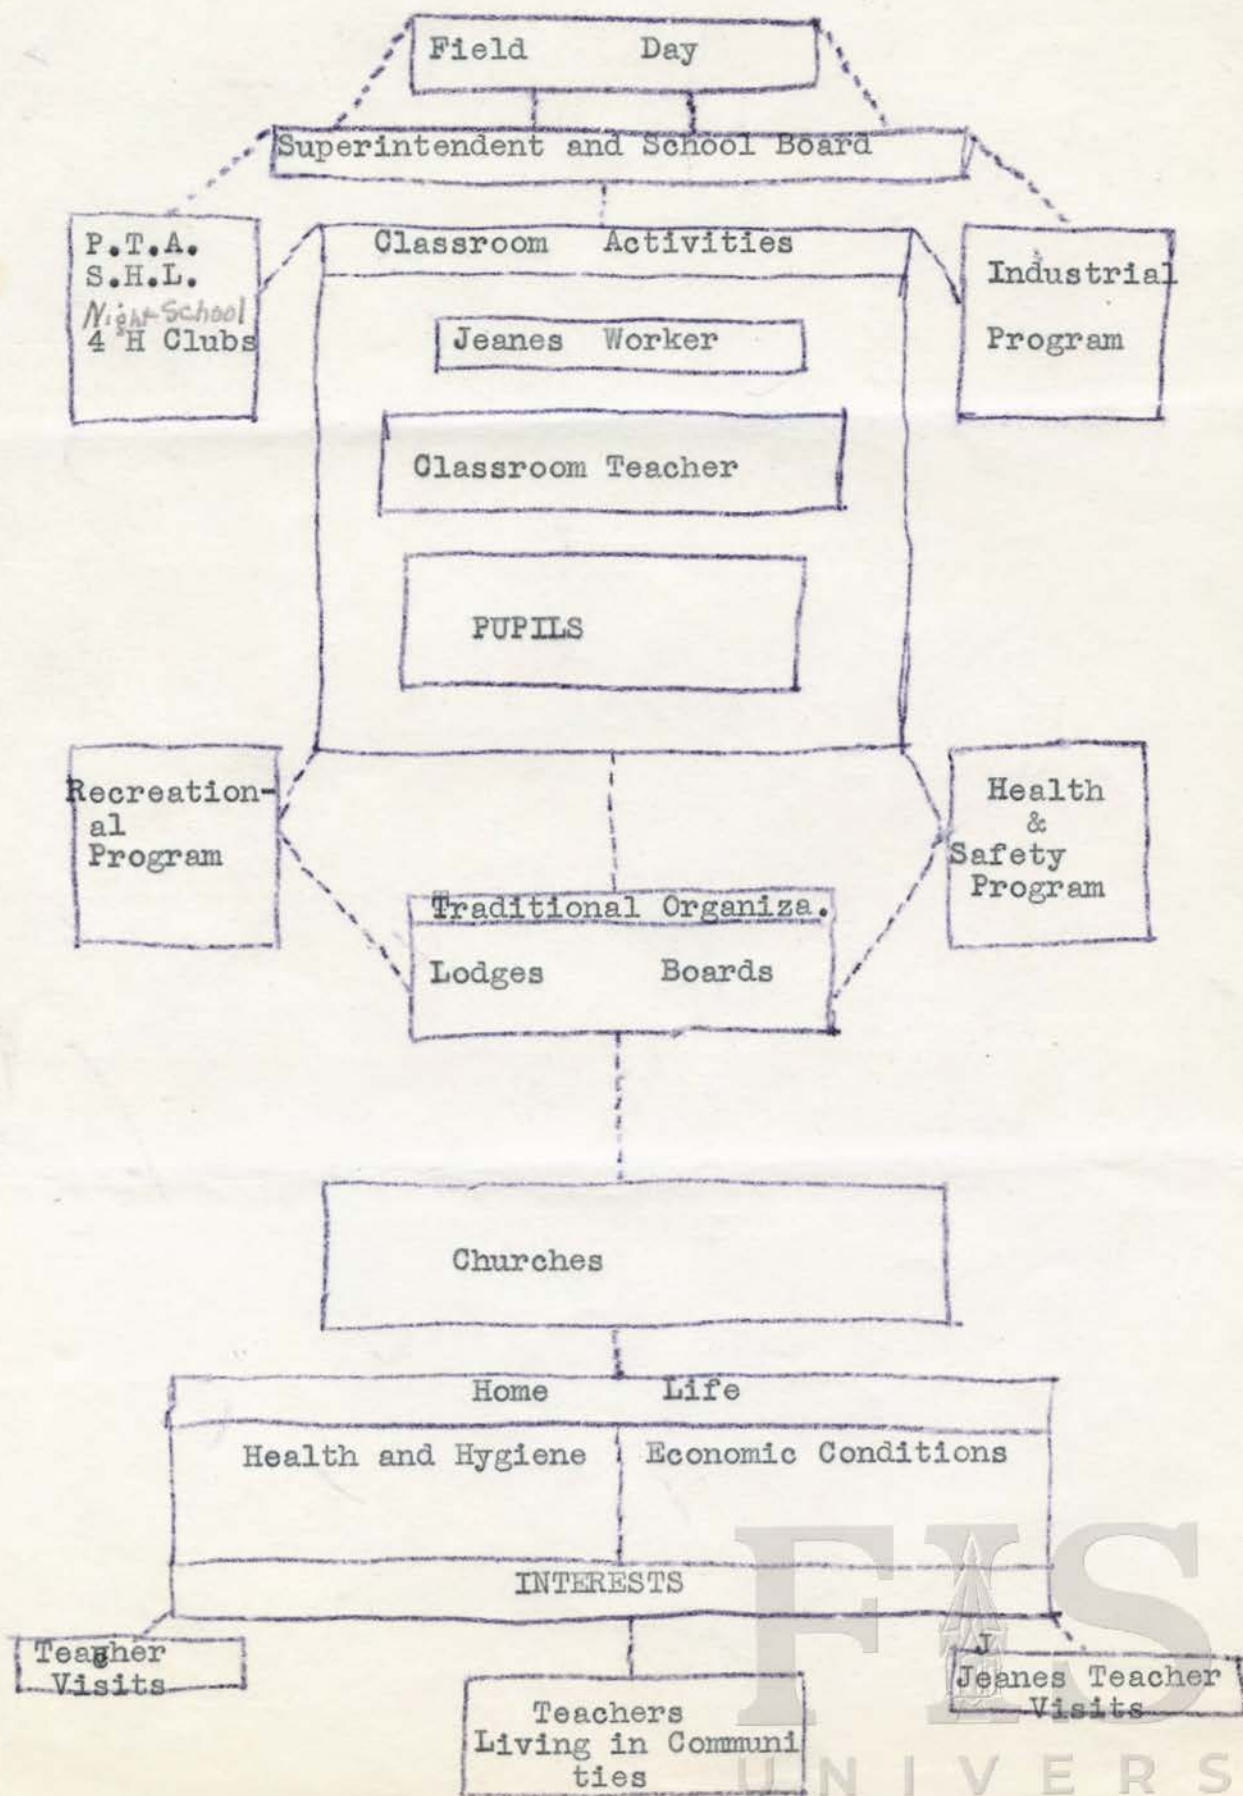 Field Day
Superintendent and School Board
P.T.A.
S.H.L.
Night School
4 H Clubs
Classroom Activities
Industrial
Program
Jeanes Worker
Classroom Teacher
PUPILS
Recreation-
al
Program
Health
&
Safety
Program
Traditional Organiza.
Lodges Boards
Churches
Home Life
Health and Hygiene Economic Conditions
INTERESTS
Teacher
Visits
Teachers
Living in Communi
ties
J
Jeanes Teacher
Visits
FIS
UNIVERS